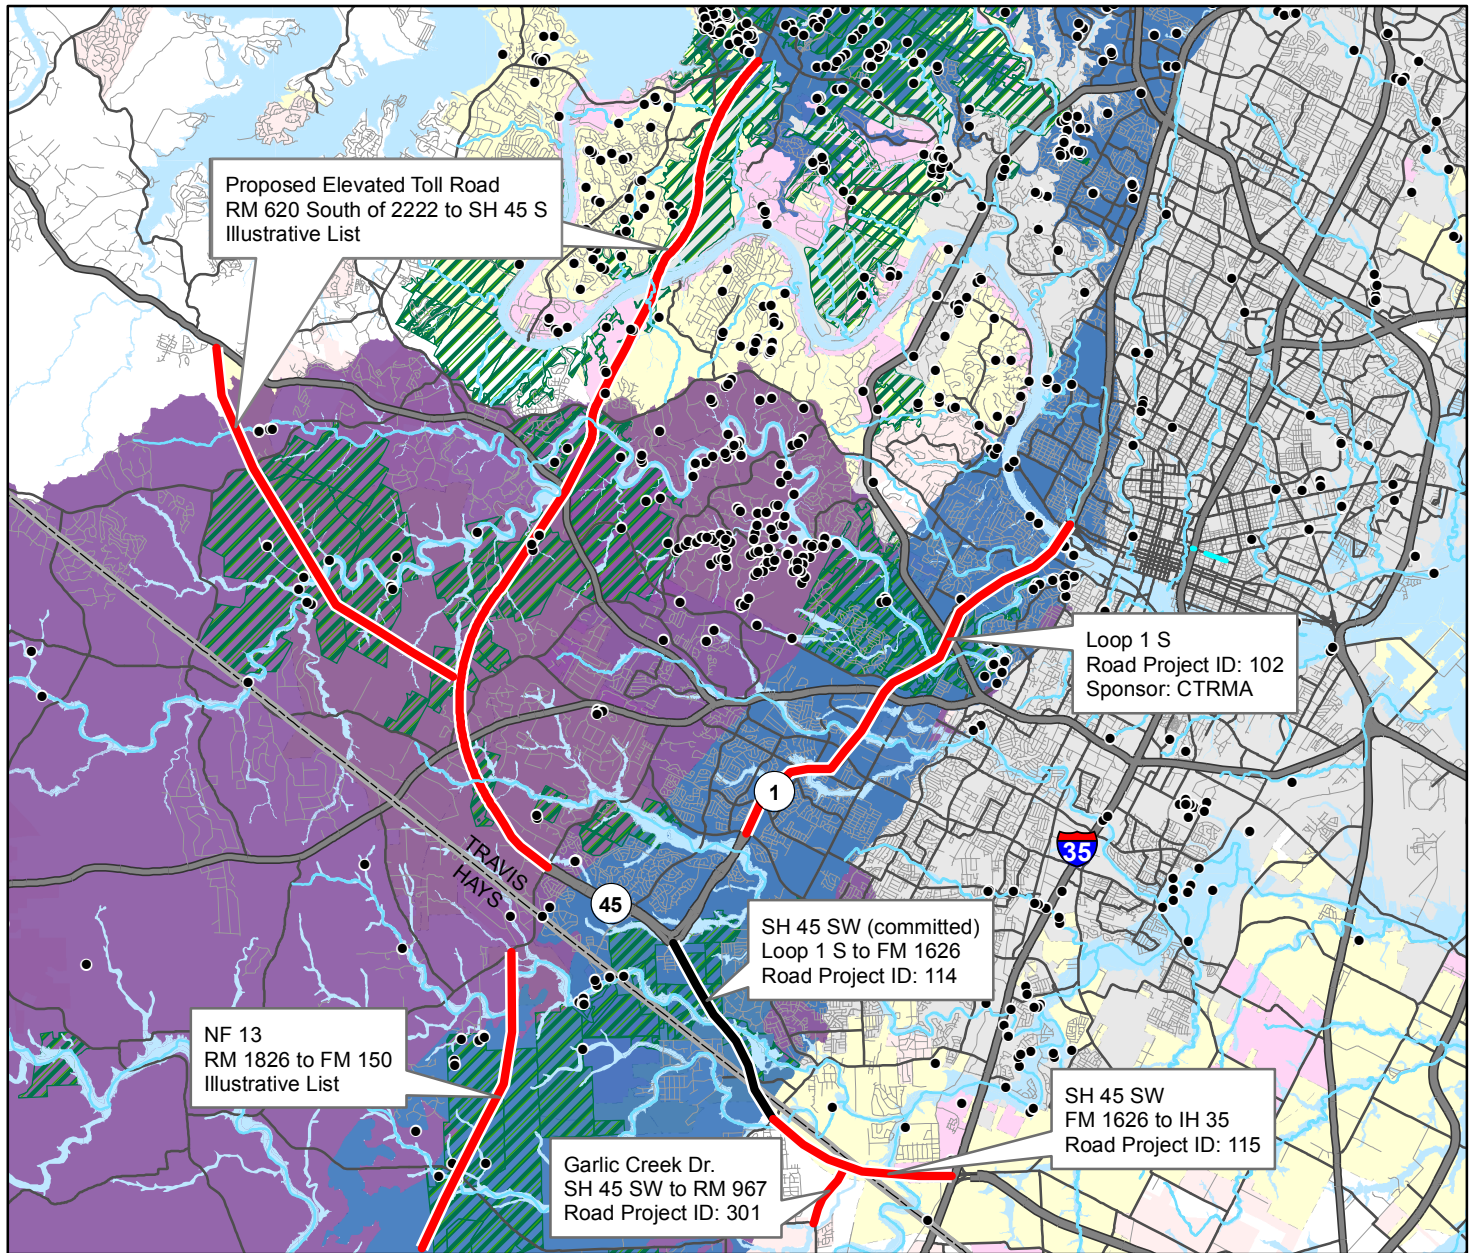 Proposed Elevated Toll Road
RM 620 South of 2222 to SH 45 S
Illustrative List
Loop 1 S
Road Project ID: 102
Sponsor: CTRMA
1
35
TRAVIS
HAYS
45
SH 45 SW (committed)
Loop 1 S to FM 1626
Road Project ID: 114
NF 13
RM 1826 to FM 150
Illustrative List
SH 45 SW
FM 1626 to IH 35
Road Project ID: 115
Garlic Creek Dr.
SH 45 SW to RM 967
Road Project ID: 301